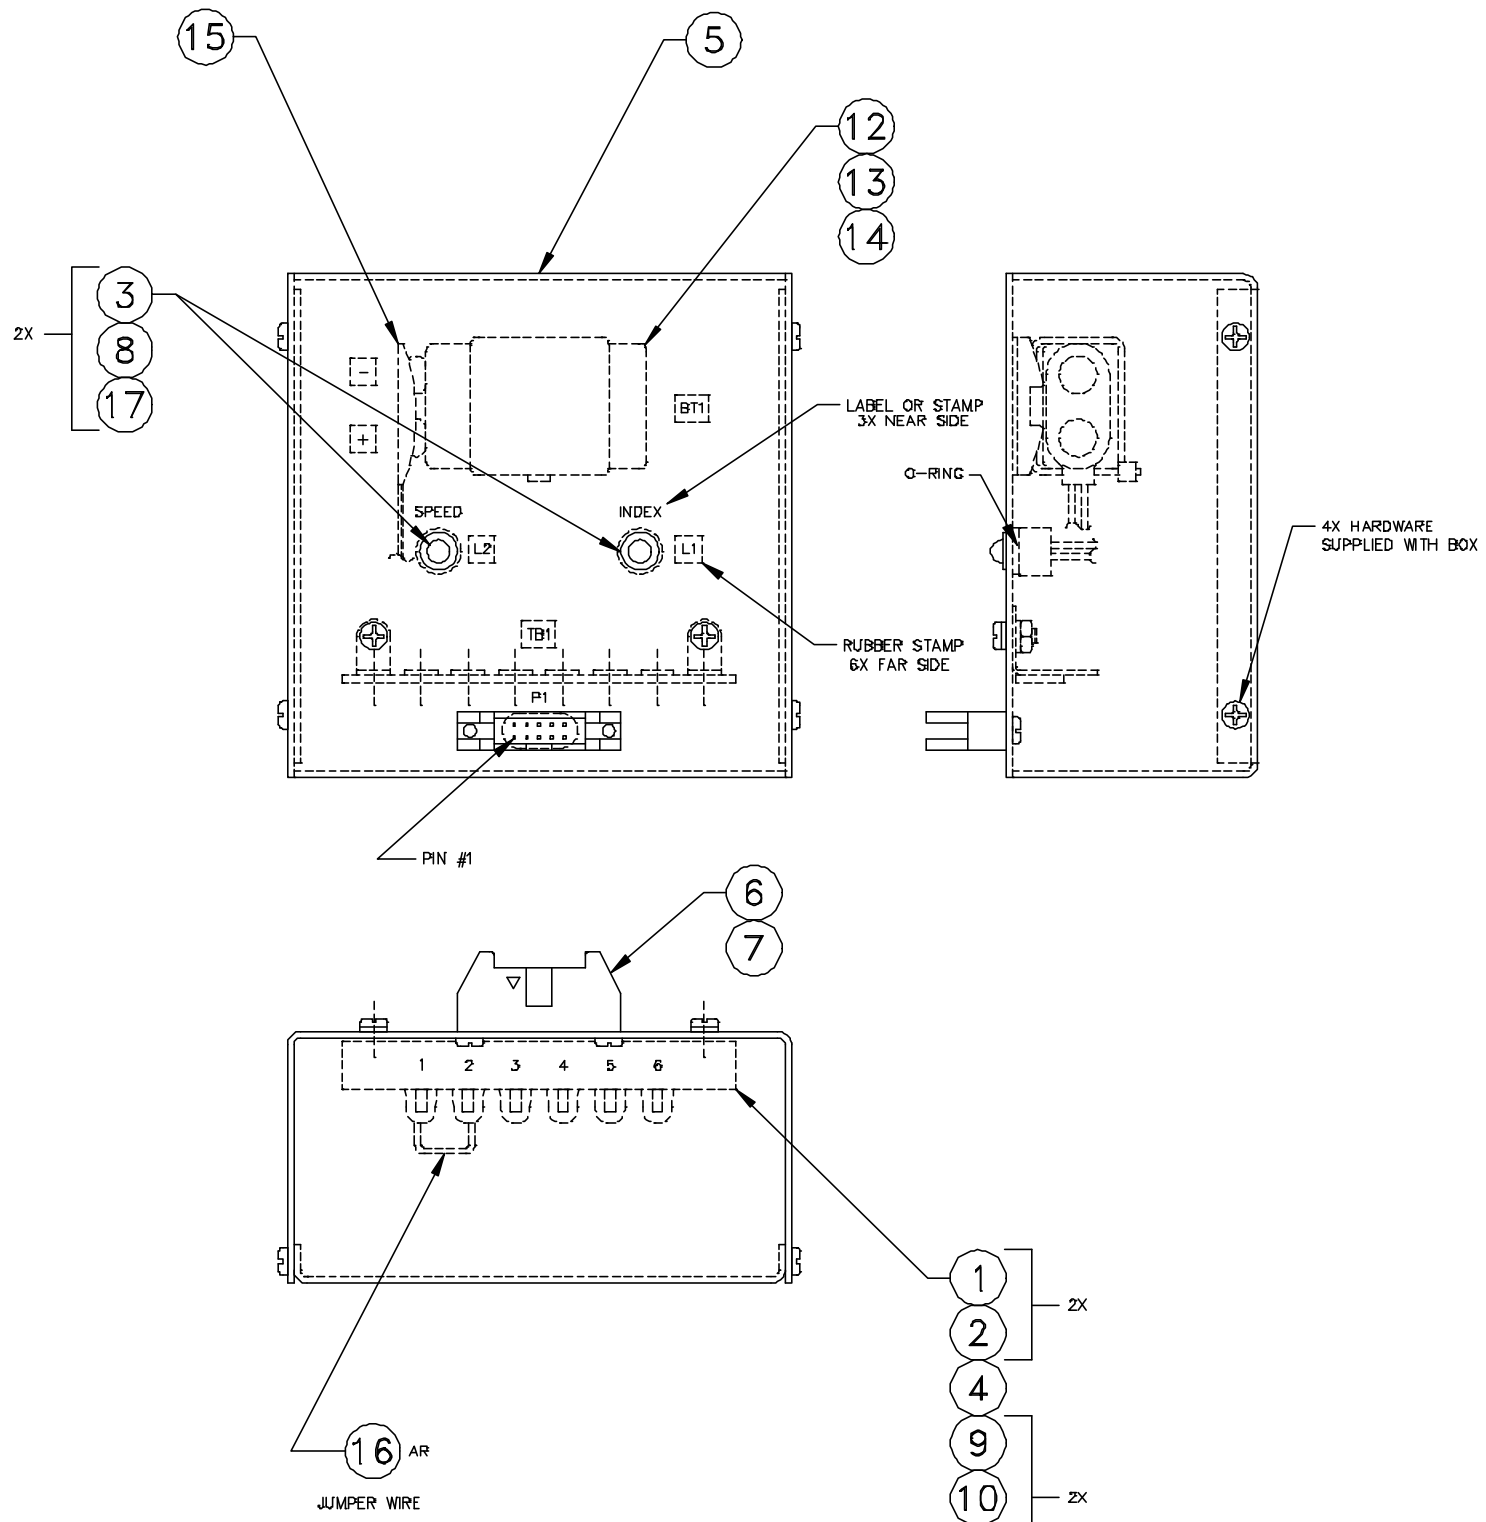 15
5
12
13
14
2X
3
8
17
-
+
BT1
LABEL OR STAMP
3X NEAR SIDE
O-RING
SPEED
INDEX
L2
L1
4X HARDWARE
SUPPLIED WITH BOX
TB1
RUBBER STAMP
6X FAR SIDE
P1
PIN #1
6
7
1 2 3 4 5 6
1
2
2X
4
9
10
2X
16 AR
JUMPER WIRE